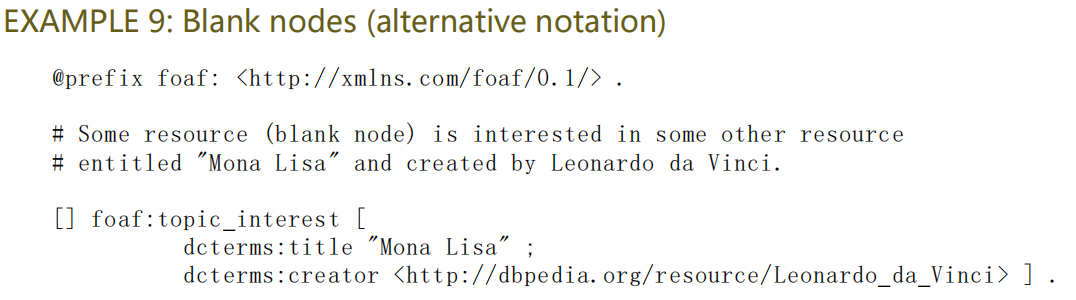 EXAMPLE 9: Blank nodes (alternative notation)
@prefix foaf: <http://xmlns.com/foaf/0.1/> .
# Some resource (blank node) is interested in some other resource
# entitled "Mona Lisa" and created by Leonardo da Vinci.
[] foaf:topic_interest [
dcterms:title "Mona Lisa" ;
dcterms:creator <http://dbpedia.org/resource/Leonardo_da_Vinci> ] .